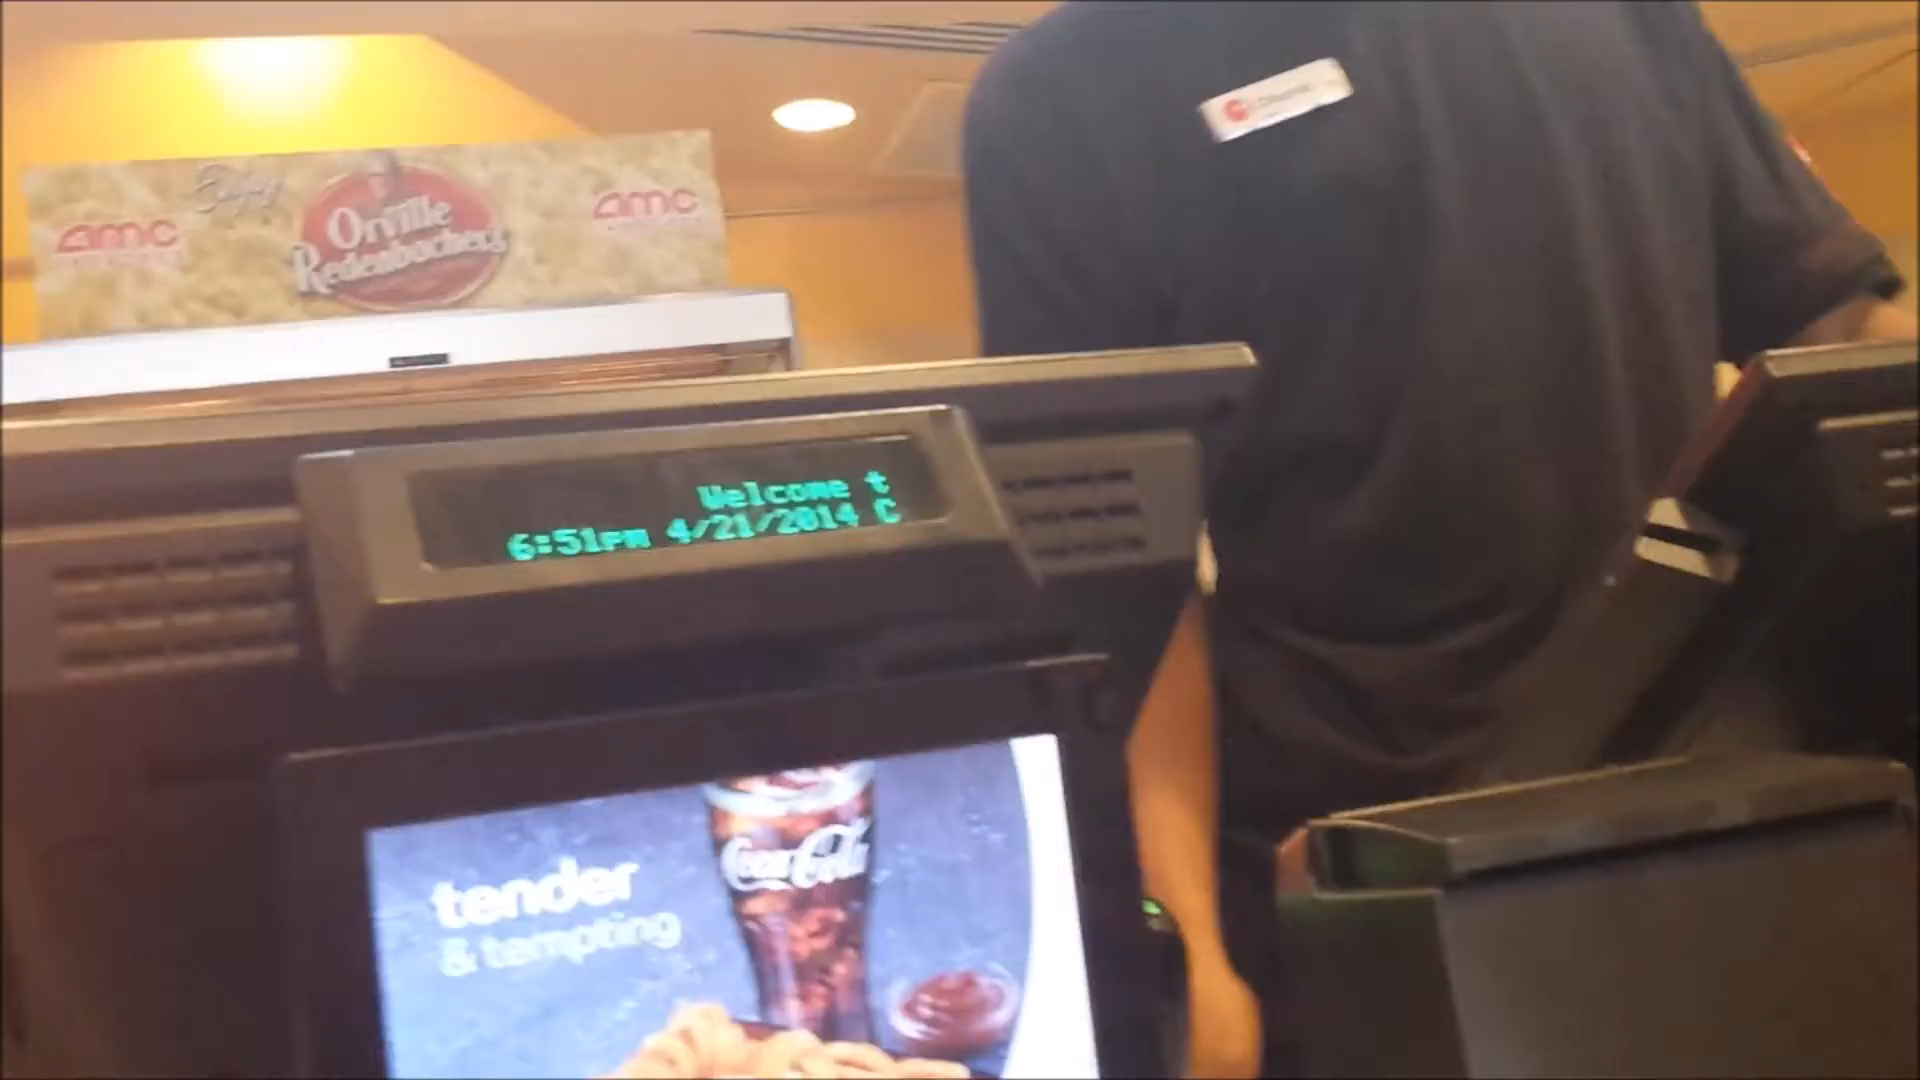 Enjoy
amc
Orville
Redenbacher's
amc
Welcome t
6:51PM 4/21/2014 C
Coca-Cola
tender
& tempting